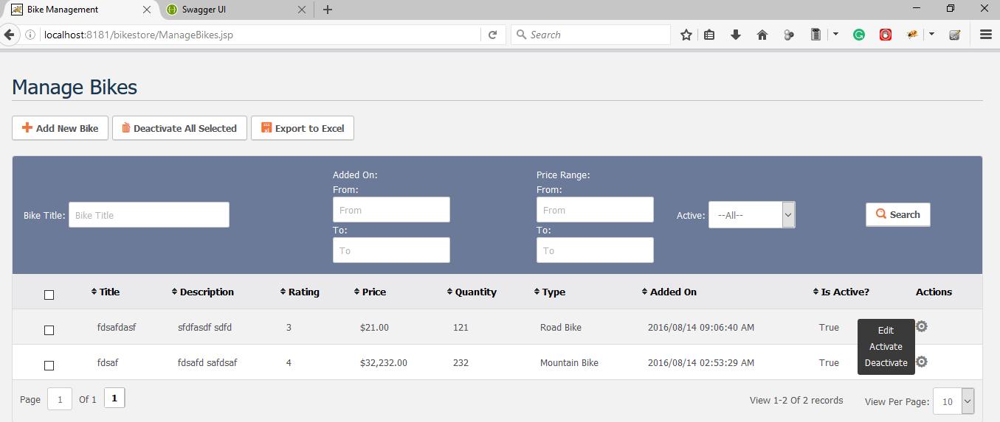 Bike Management
Swagger UI
localhost:8181/bikestore/ManageBikes.jsp
Search
Manage Bikes
Add New Bike
Deactivate All Selected
Export to Excel
Added On:
Price Range:
From:
From:
Bike Title:
Bike Title
From
From
Active:
--All--
Search
To:
To:
To
To
Title Description Rating Price Quantity Type Added On Is Active? Actions
fdsafdasf sfdfasdf sdfd 3 $21.00 121 Road Bike 2016/08/14 09:06:40 AM True
Edit
Activate
Deactivate
fdsaf fdsafd safdsaf 4 $32,232.00 232 Mountain Bike 2016/08/14 02:53:29 AM True
Page 1 Of 1 1
View 1-2 Of 2 records
View Per Page: 10